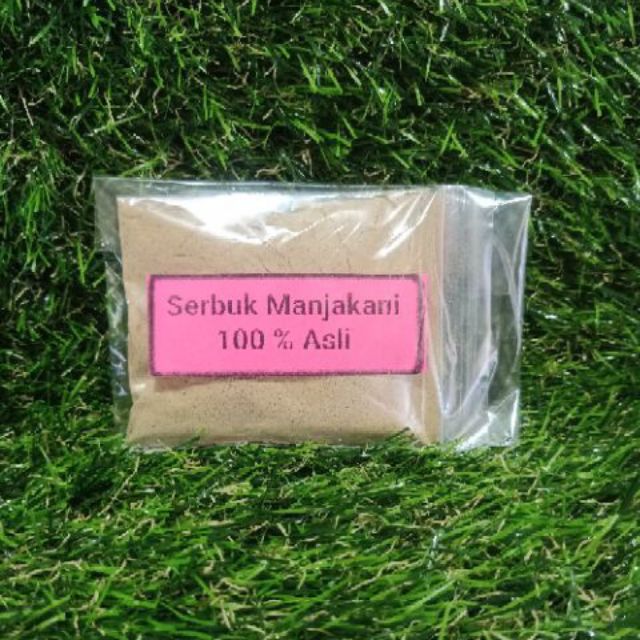 Serbuk Manjakani
100 % Asli